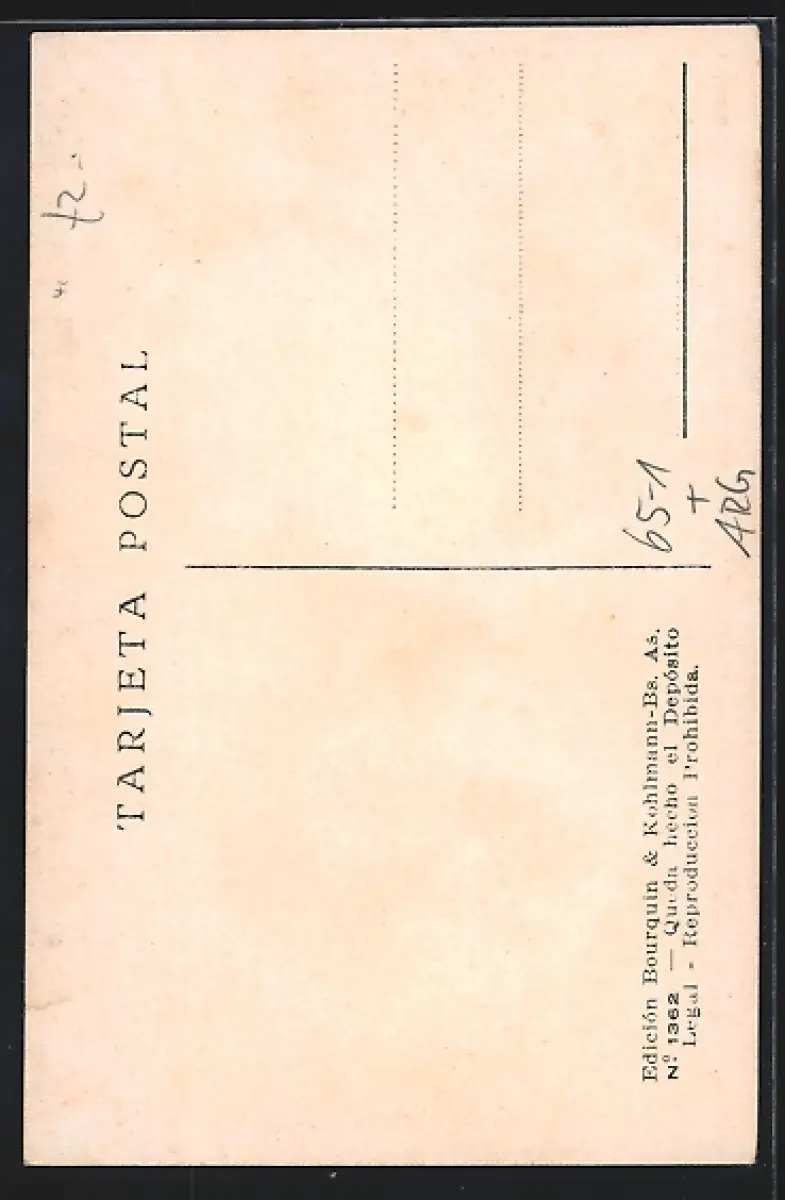 TARJETA POSTAL
65-1
+
ARG
Edición Bourquin & Kohlmann-Bs. As.
Nº 1362 — Queda hecho el Depósito
Legal - Reproduccion Prohibida.